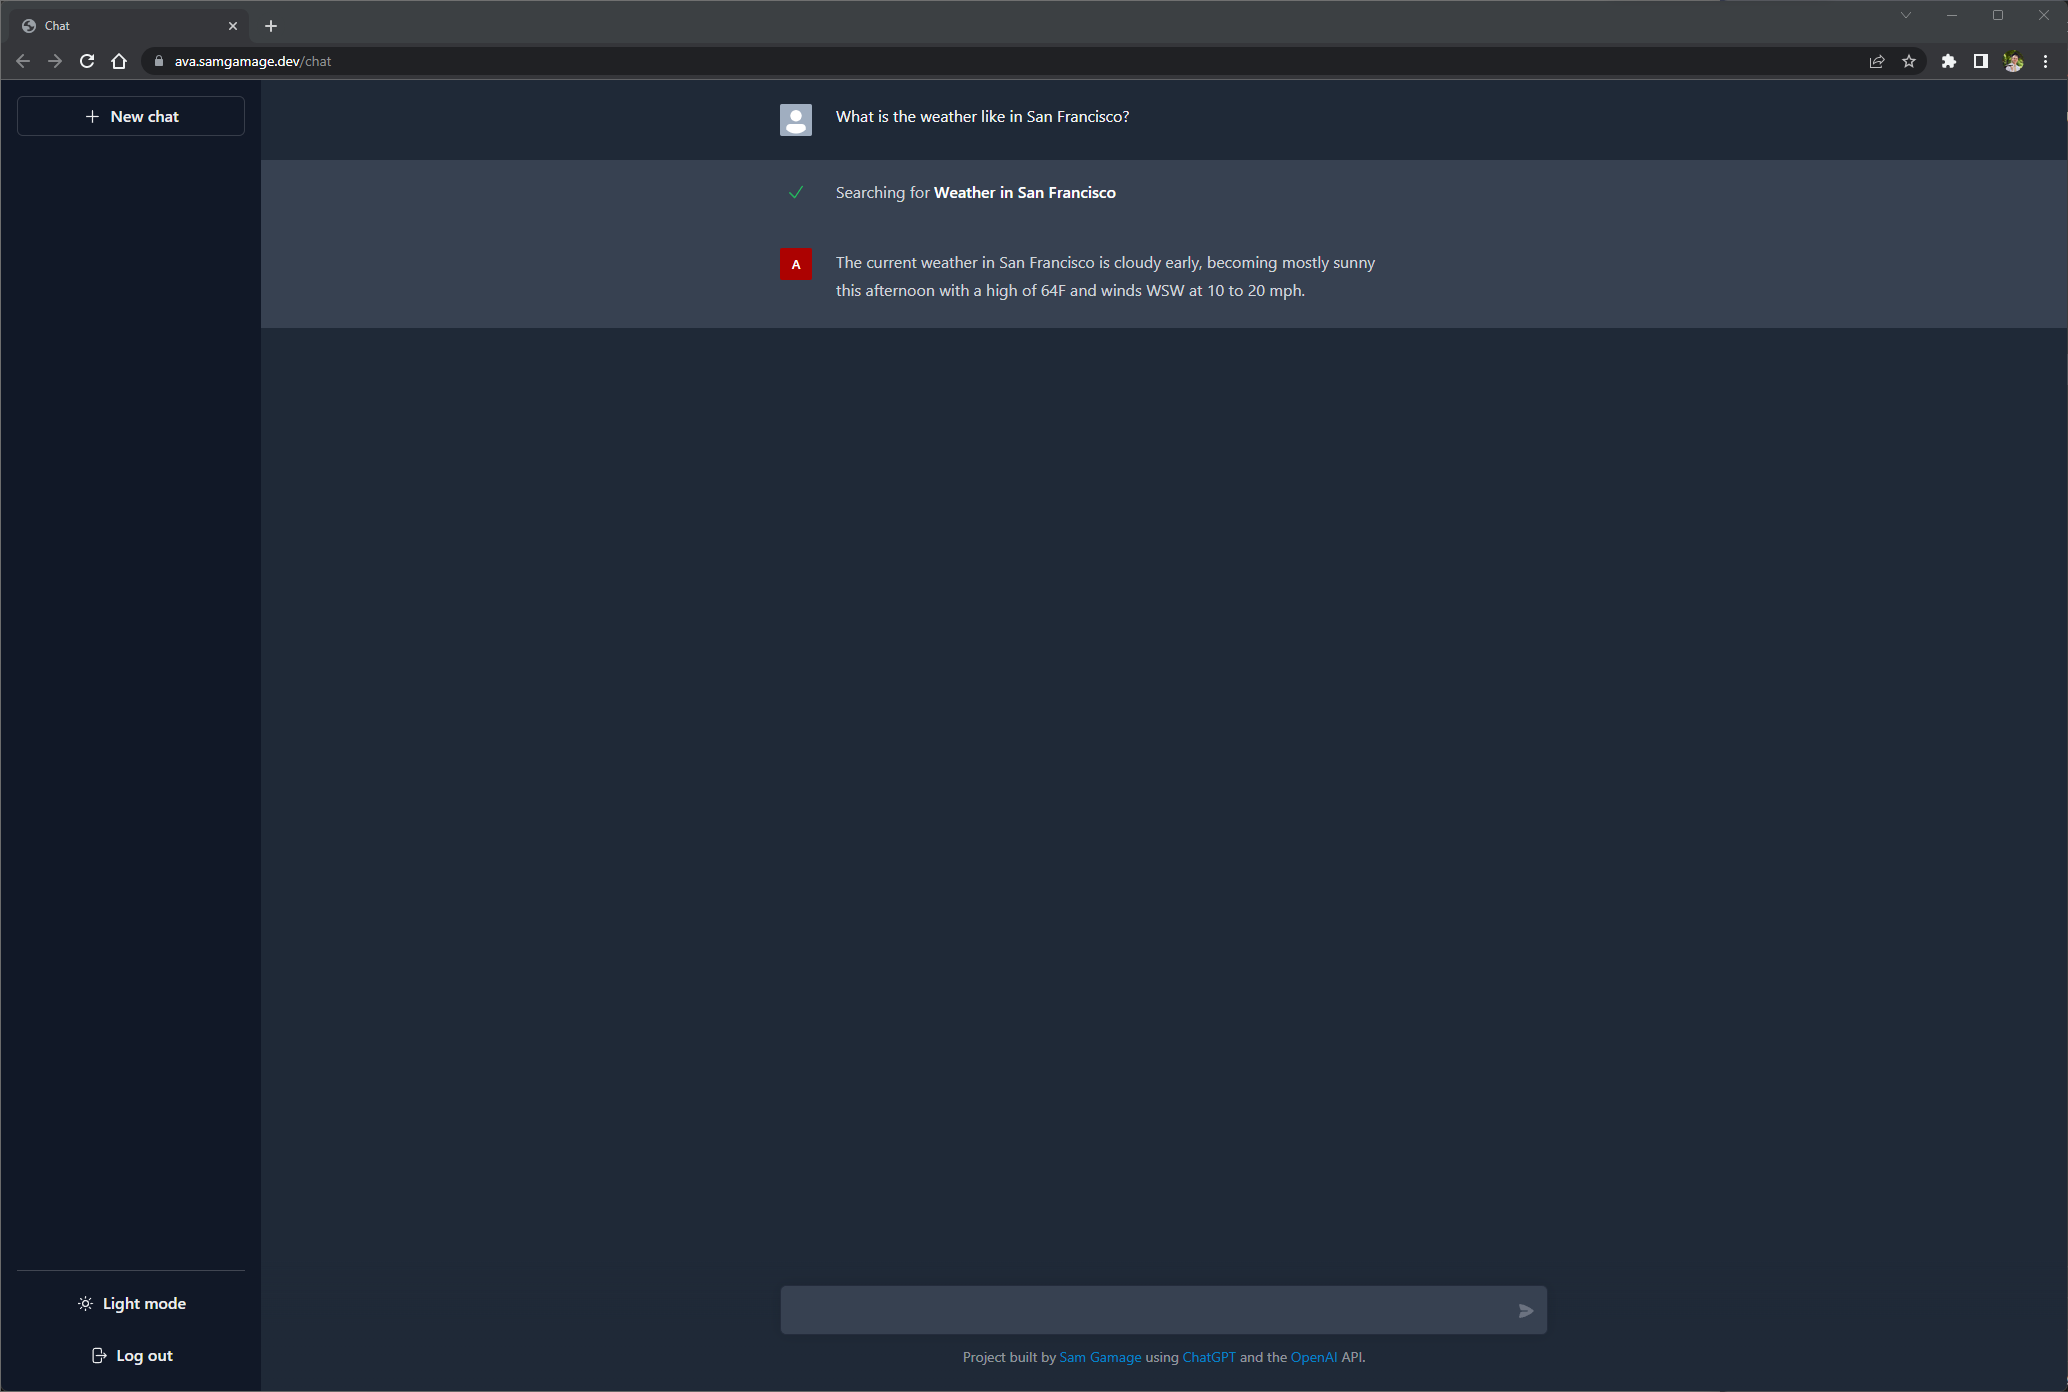 Chat
ava.samgamage.dev/chat
New chat
What is the weather like in San Francisco?
Searching for Weather in San Francisco
A
The current weather in San Francisco is cloudy early, becoming mostly sunny
this afternoon with a high of 64F and winds WSW at 10 to 20 mph.
Light mode
Log out
Project built by Sam Gamage using ChatGPT and the OpenAI API.